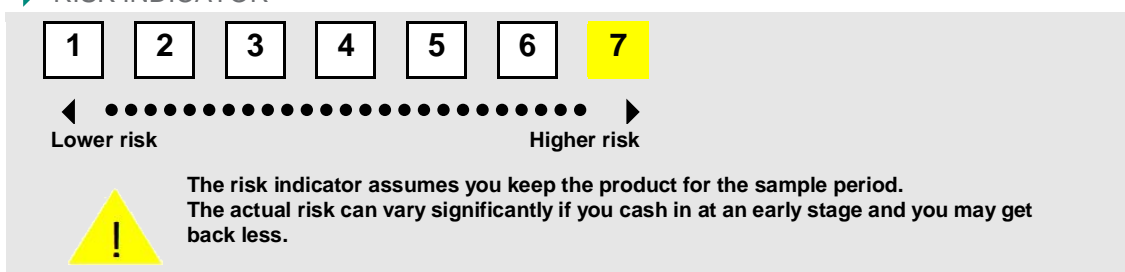 RISK INDICATOR
1 2 3 4 5 6 7
Lower risk Higher risk
The risk indicator assumes you keep the product for the sample period.
The actual risk can vary significantly if you cash in at an early stage and you may get
back less.
!